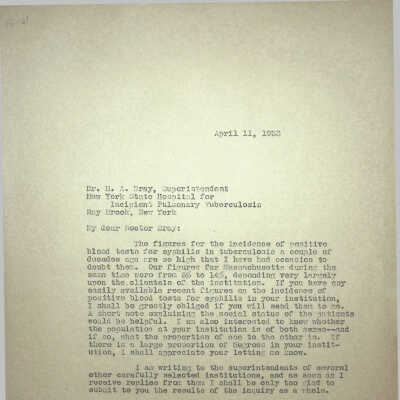 April 11, 1932
Dr. H. A. Bray, Superintendent
New York State Hospital for
Incipient Pulmonary Tuberculosis
Ray Brook, New York
My dear Doctor Bray:
The figures for the incidence of positive
blood tests for syphilis in tuberculosis a couple of
decades ago are so high that I have had occasion to
doubt them. Our figures for Massachusetts during the
same time were from to depending very largely
upon the clientele of the institution. If you have any
easily available recent figures on the incidence of
positive blood tests for syphilis in your institution,
I shall be greatly obliged if you will send them to me.
A short note explaining the social status of the patients
would be helpful. I am also interested to know whether
the population at your institution is of both sexes--and
if so, what the proportion of one to the other is. If
there is a large proportion of Negroes in your instit-
ution, I shall appreciate your letting me know.
I am writing to the superintendents of several
other carefully selected institutions, and as soon as I
receive replies from them I shall be only too glad to
submit to you the results of the inquiry as a whole.